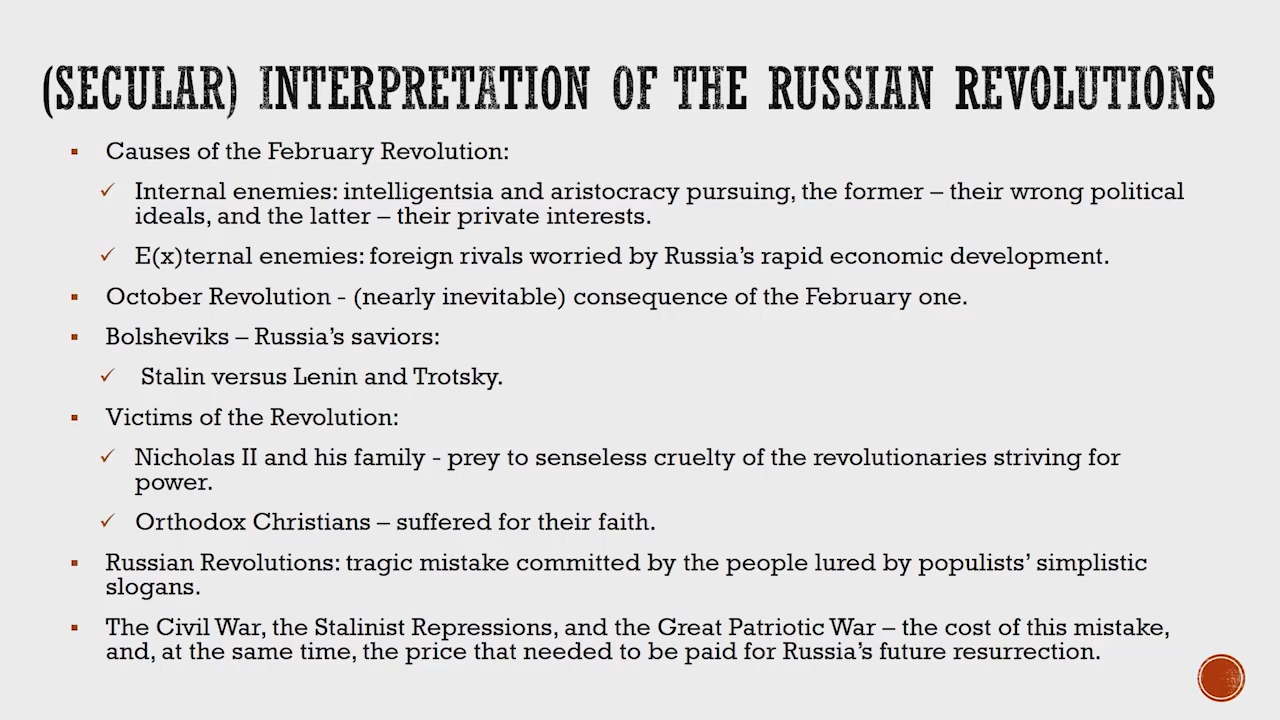 (SECULAR) INTERPRETATION OF THE RUSSIAN REVOLUTIONS
Causes of the February Revolution:
Internal enemies: intelligentsia and aristocracy pursuing, the former – their wrong political
ideals, and the latter – their private interests.
E(x)ternal enemies: foreign rivals worried by Russia’s rapid economic development.
October Revolution - (nearly inevitable) consequence of the February one.
Bolsheviks – Russia’s saviors:
Stalin versus Lenin and Trotsky.
Victims of the Revolution:
Nicholas II and his family - prey to senseless cruelty of the revolutionaries striving for
power.
Orthodox Christians – suffered for their faith.
Russian Revolutions: tragic mistake committed by the people lured by populists’ simplistic
slogans.
The Civil War, the Stalinist Repressions, and the Great Patriotic War – the cost of this mistake,
and, at the same time, the price that needed to be paid for Russia’s future resurrection.